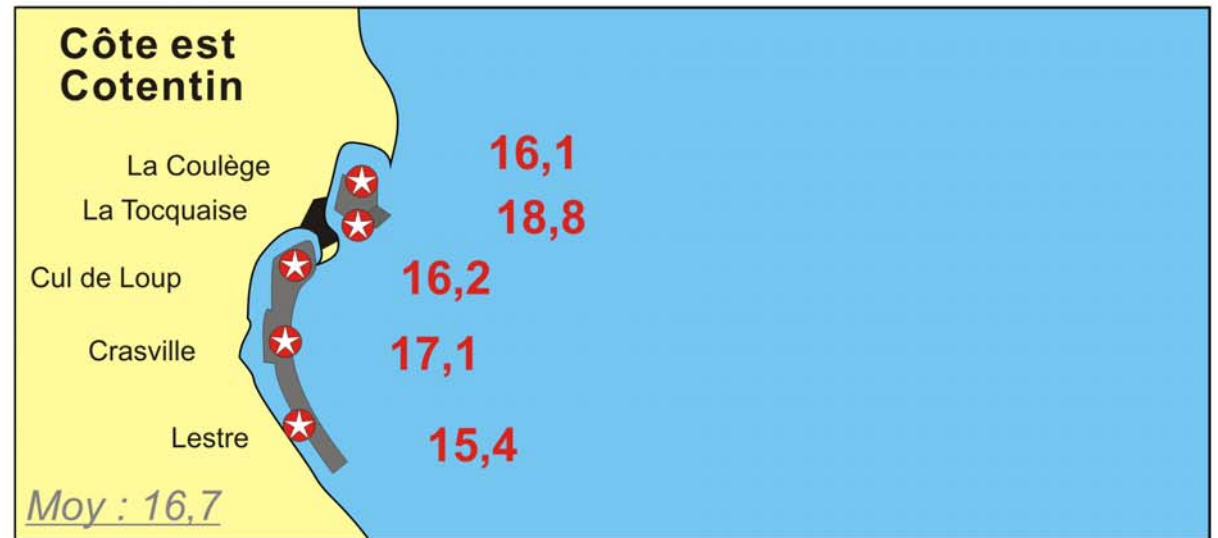 Côte est
Cotentin
La Coulège
16,1
La Tocquaise
18,8
Cul de Loup
16,2
Crasville
17,1
Lestre
15,4
Moy : 16,7